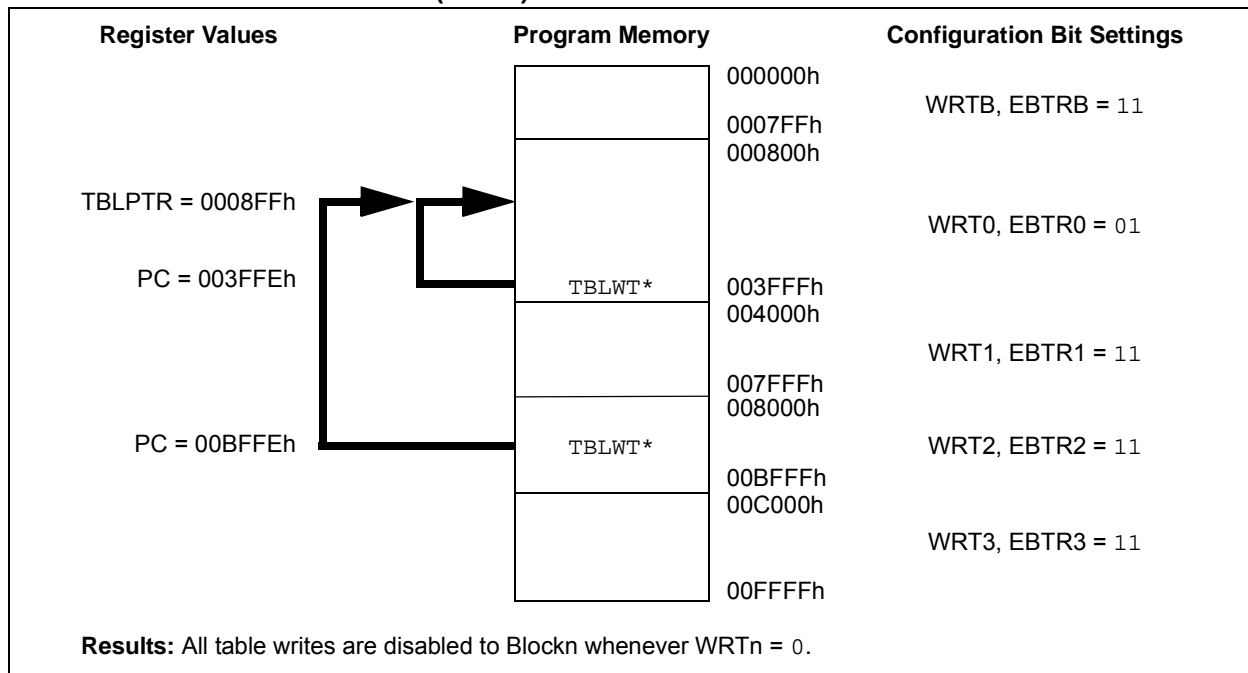 Register Values Program Memory Configuration Bit Settings
000000h
WRTB, EBTRB = 11
0007FFh
000800h
TBLPTR = 0008FFh
WRT0, EBTR0 = 01
PC = 003FFEh
TBLWT* 003FFFh
004000h
WRT1, EBTR1 = 11
007FFFh
008000h
PC = 00BFFEh TBLWT* WRT2, EBTR2 = 11
00BFFFh
00C000h
WRT3, EBTR3 = 11
00FFFFh
Results: All table writes are disabled to Blockn whenever WRTn = 0.